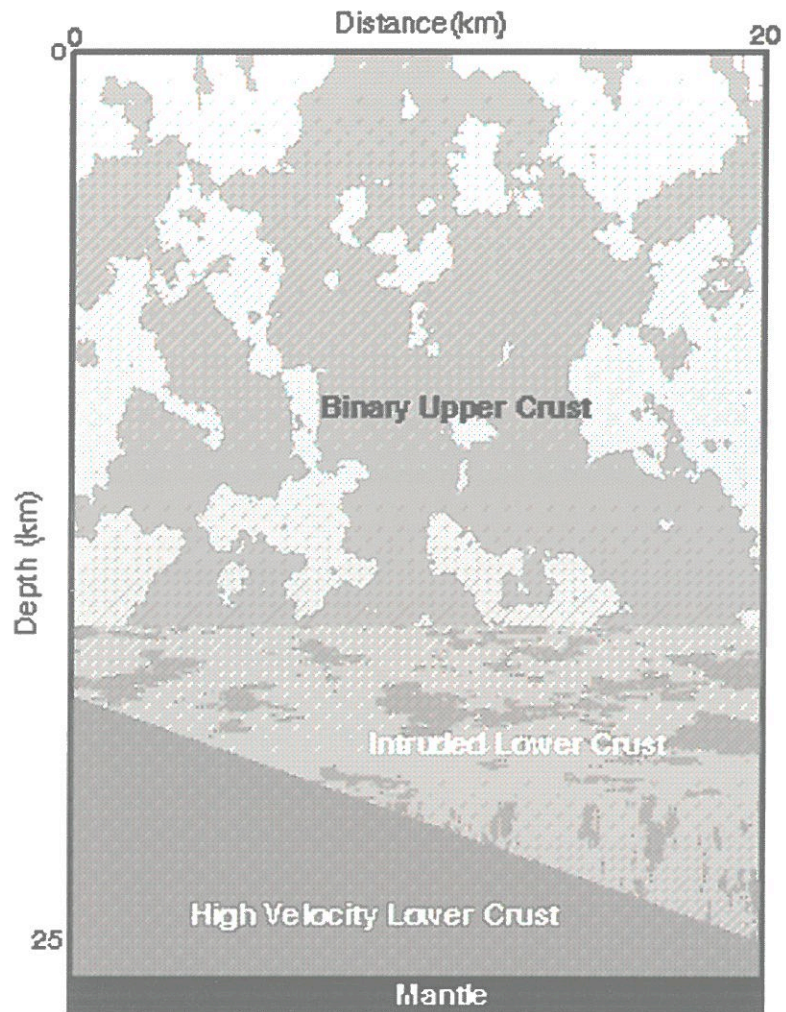 Distance (km)
0
20
0
Binary Upper Crust
Depth (km)
Intruded Lower Crust
High Velocity Lower Crust
25
Mantle